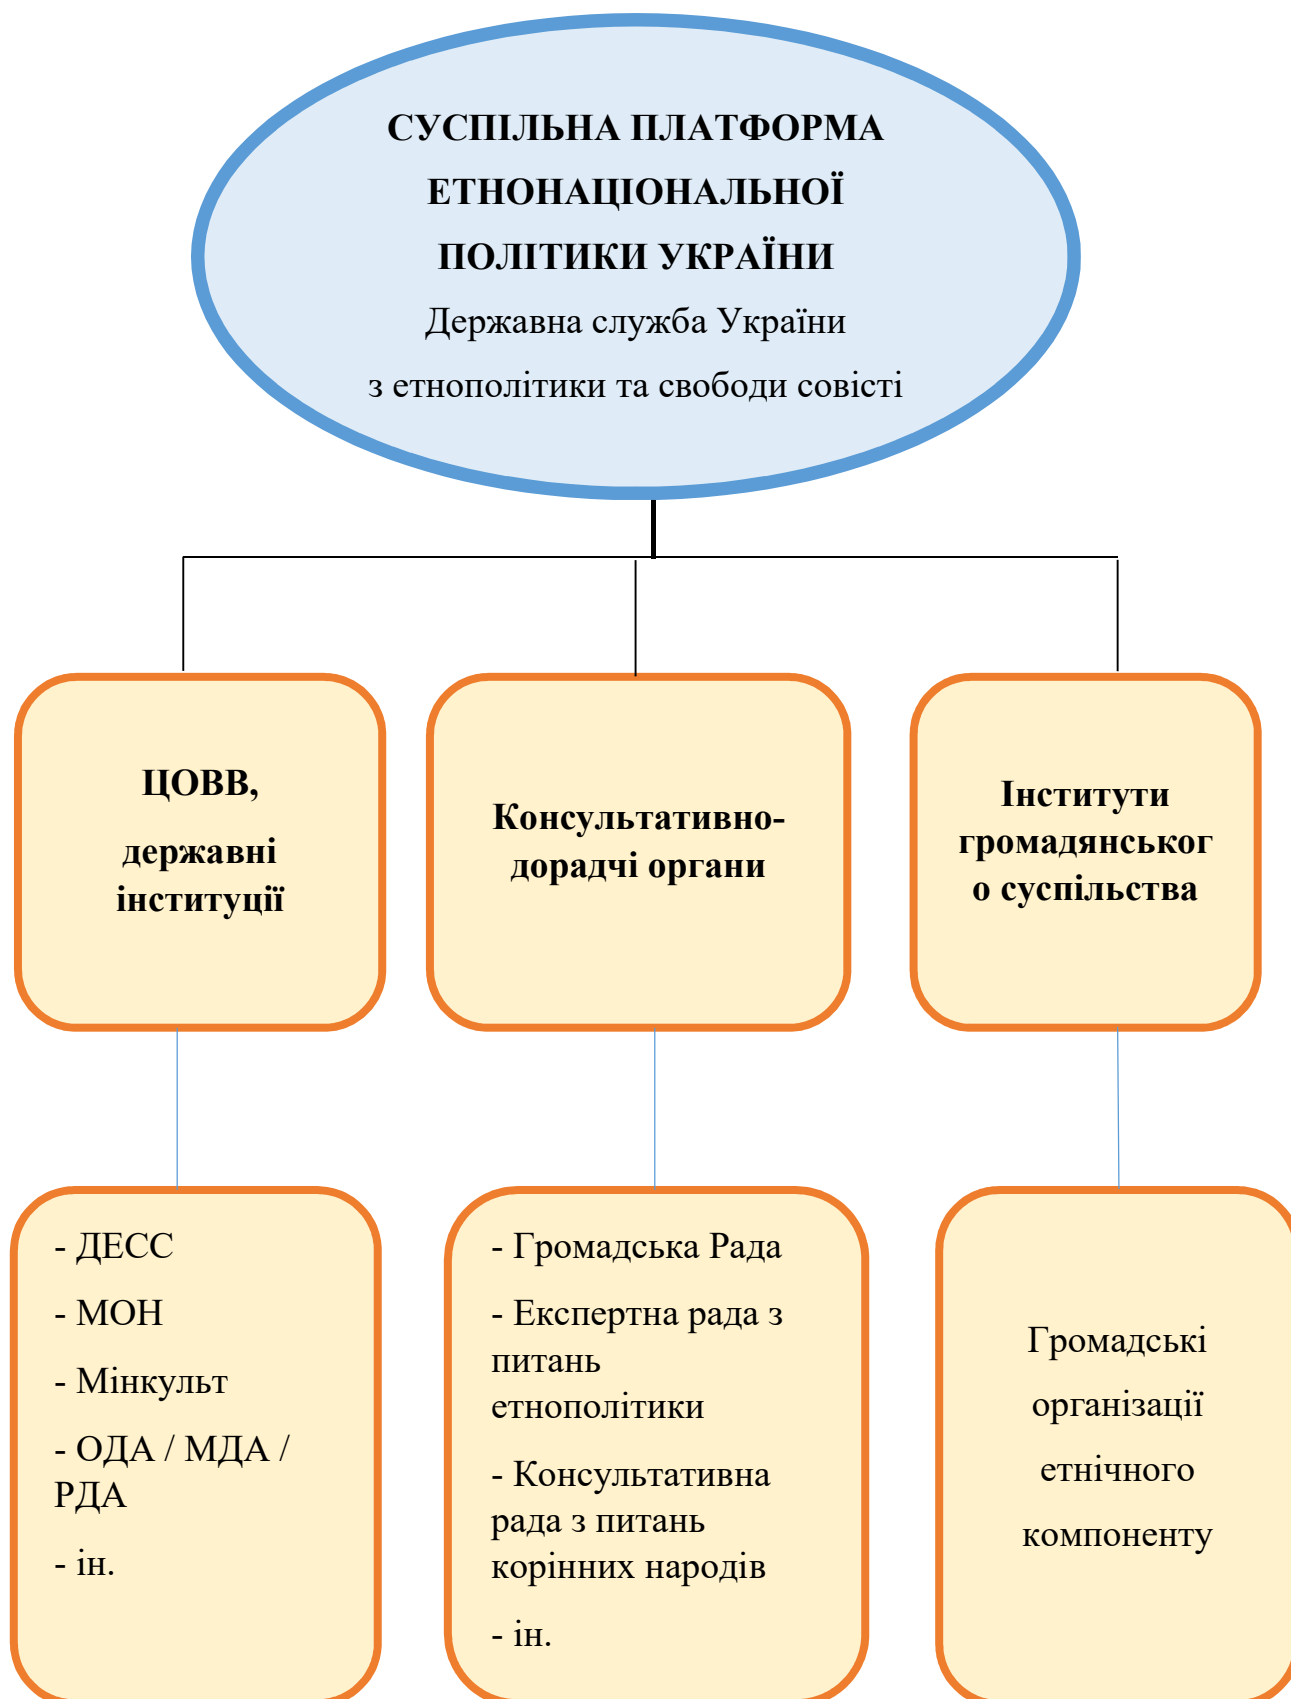 СУСПІЛЬНА ПЛАТФОРМА
ЕТНОНАЦІОНАЛЬНОЇ
ПОЛІТИКИ УКРАЇНИ
Державна служба України
з етнополітики та свободи совісті
ЦОВВ,
державні
інституції
Консультативно-
дорадчі органи
Інститути
громадянськог
о суспільства
- ДЕСС
- МОН
- Мінкульт
- ОДА / МДА /
РДА
- ін.
- Громадська Рада
- Експертна рада з
питань
етнополітики
- Консультативна
рада з питань
корінних народів
- ін.
Громадські
організації
етнічного
компоненту